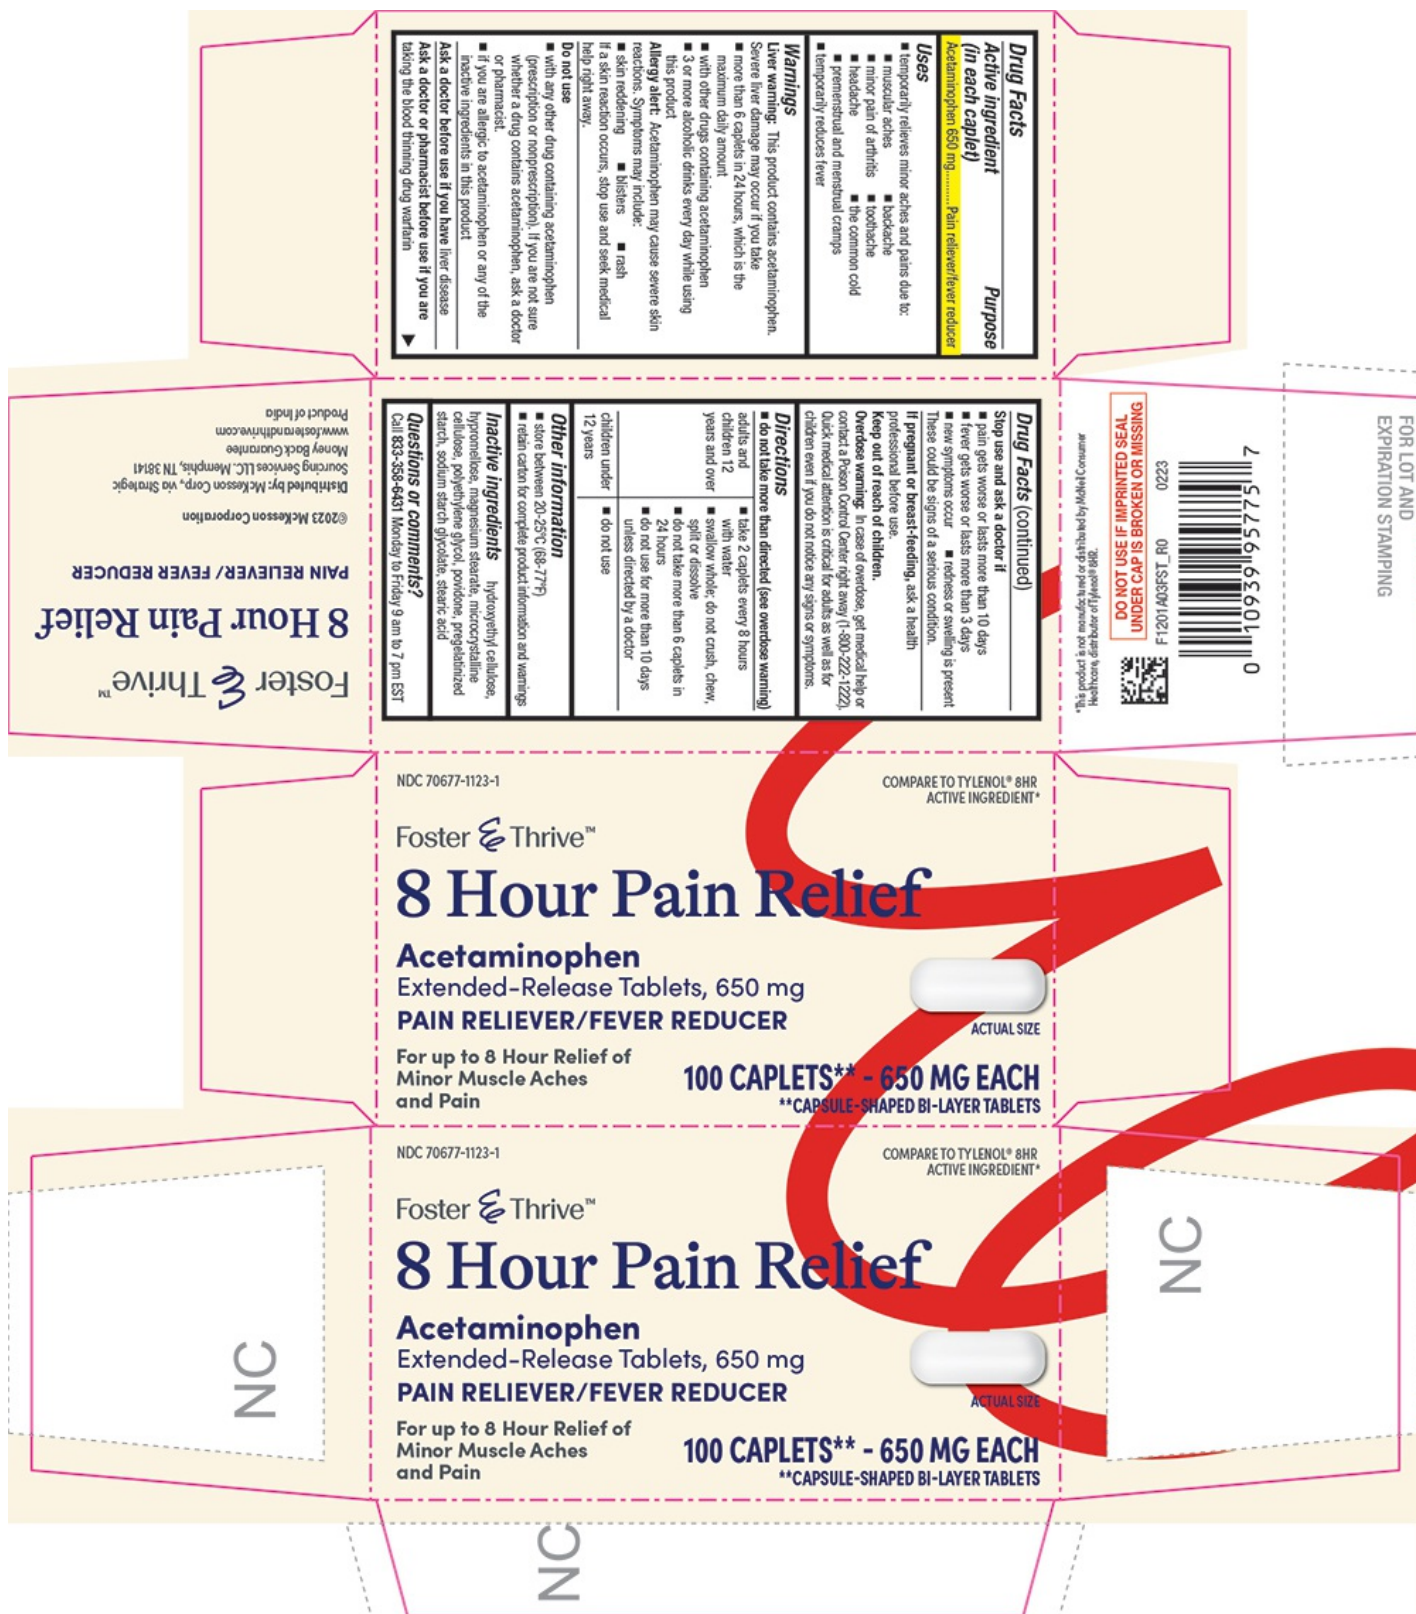 Drug Facts
Active ingredient
(in each caplet)
Purpose
Acetaminophen 650 mg...........Pain reliever/fever reducer
Uses
■ temporarily relieves minor aches and pains due to:
■ muscular aches ■ backache
■ minor pain of arthritis ■ toothache
■ headache ■ the common cold
■ premenstrual and menstrual cramps
■ temporarily reduces fever
Warnings
Liver warning: This product contains acetaminophen.
Severe liver damage may occur if you take
■ more than 6 caplets in 24 hours, which is the
maximum daily amount
■ with other drugs containing acetaminophen
■ 3 or more alcoholic drinks every day while using
this product
Allergy alert: Acetaminophen may cause severe skin
reactions. Symptoms may include:
■ skin reddening ■ blisters ■ rash
If a skin reaction occurs, stop use and seek medical
help right away.
Do not use
■ with any other drug containing acetaminophen
(prescription or nonprescription). If you are not sure
whether a drug contains acetaminophen, ask a doctor
or pharmacist.
■ if you are allergic to acetaminophen or any of the
inactive ingredients in this product
Ask a doctor before use if you have liver disease
Ask a doctor or pharmacist before use if you are
taking the blood thinning drug warfarin
Foster & Thrive™
8 Hour Pain Relief
PAIN RELIEVER/ FEVER REDUCER
©2023 McKesson Corporation
Distributed by: McKesson Corp, via Strategic
Sourcing Services LLC. Memphis, TN 38141
Money Back Guarantee
www.fosterandthrive.com
Product of India
Drug Facts (continued)
Stop use and ask a doctor if
■ pain gets worse or lasts more than 10 days
■ fever gets worse or lasts more than 3 days
■ new symptoms occur ■ redness or swelling is present
These could be signs of a serious condition.
If pregnant or breast-feeding, ask a health
professional before use.
Keep out of reach of children.
Overdose warning: In case of overdose, get medical help or
contact a Poison Control Center right away (1-800-222-1222).
Quick medical attention is critical for adults as well as for
children even if you do not notice any signs or symptoms.
Directions
■ do not take more than directed (see overdose warning)
adults and
children 12
years and over
■ take 2 caplets every 8 hours
with water
■ swallow whole; do not crush, chew,
split or dissolve
■ do not take more than 6 caplets in
24 hours
■ do not use for more than 10 days
unless directed by a doctor
children under
12 years
■ do not use
Other information
■ store between 20-25ºC (68-77ºF)
■ retain carton for complete product information and warnings
Inactive ingredients hydroxyethyl cellulose,
hypromellose, magnesium stearate, microcrystalline
cellulose, polyethylene glycol, povidone, pregelatinized
starch, sodium starch glycolate, stearic acid
Questions or comments?
Call 833-358-6431 Monday to Friday 9 am to 7 pm EST
FOR LOT AND
EXPIRATION STAMPING
0 10939 95775 7
F1201A03SST_R0 0223
DO NOT USE IF IMPRINTED SEAL
UNDER CAP IS BROKEN OR MISSING
*This product is not manufactured or distributed by McNeil Consumer
Healthcare, distributor of Tylenol® 8HR.
NDC 70677-1123-1
COMPARE TO TYLENOL® 8HR
ACTIVE INGREDIENT*
Foster & Thrive™
8 Hour Pain Relief
Acetaminophen
Extended-Release Tablets, 650 mg
PAIN RELIEVER/FEVER REDUCER
ACTUAL SIZE
For up to 8 Hour Relief of
Minor Muscle Aches
and Pain
100 CAPLETS** - 650 MG EACH
**CAPSULE-SHAPED BI-LAYER TABLETS
NDC 70677-1123-1
COMPARE TO TYLENOL® 8HR
ACTIVE INGREDIENT*
Foster & Thrive™
8 Hour Pain Relief
Acetaminophen
Extended-Release Tablets, 650 mg
PAIN RELIEVER/FEVER REDUCER
ACTUAL SIZE
For up to 8 Hour Relief of
Minor Muscle Aches
and Pain
100 CAPLETS** - 650 MG EACH
**CAPSULE-SHAPED BI-LAYER TABLETS
NC
NC
NC